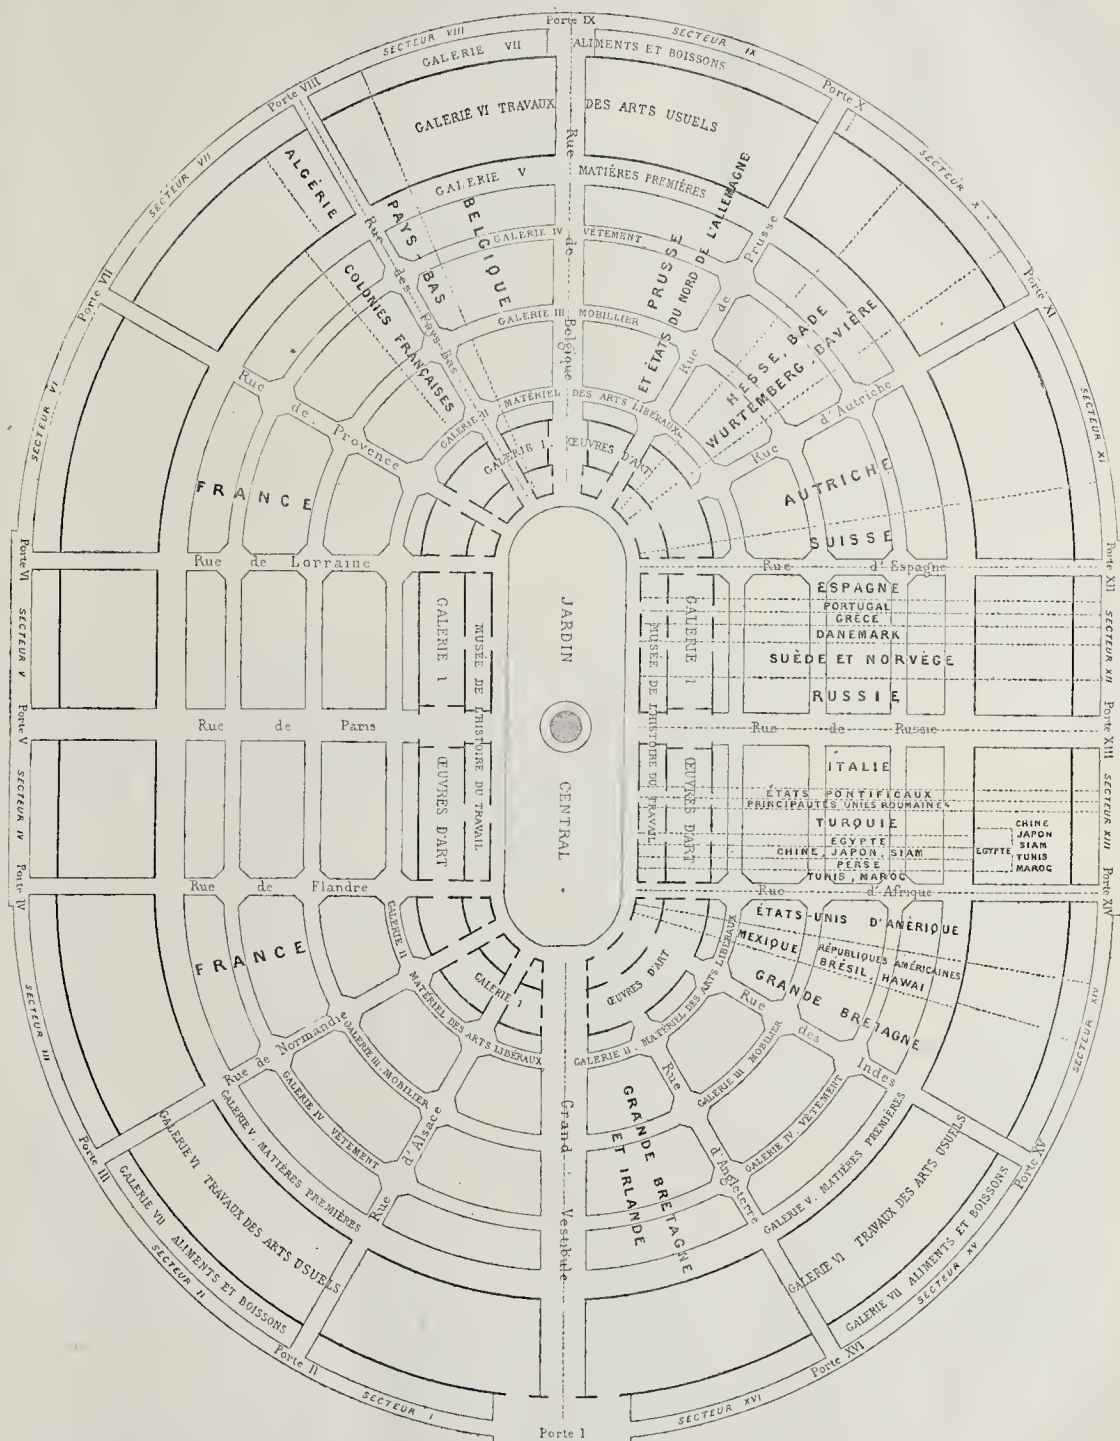 Porte IX
SECTEUR VIII
SECTEUR IX
GALERIE VII
ALIMENTS ET BOISSONS
Porte VIII
Porte X
GALERIE VI TRAVAUX
DES ARTS USUELS
Rue de Belgique
SECTEUR VII
SECTEUR X
ALGÉRIE
GALERIE V
MATIÈRES PREMIÈRES
PAYS BAS
BELGIQUE
GALERIE IV
VÊTEMENT
PRUSSE
ET ÉTATS DU NORD DE L'ALLEMAGNE
Rue de Prusse
Rue des Pays-Bas
COLONIES FRANÇAISES
Porte VII
Porte XI
GALERIE III
MOBILLIER
HESSE, BADE
WURTEMBERG, BAVIÈRE
SECTEUR VI
SECTEUR XI
Rue de Provence
Rue d'Autriche
GALERIE II
MATÉRIEL
DES ARTS LIBÉRAUX
GALERIE I.
ŒUVRES D'ART
FRANCE
AUTRICHE
SUISSE
Porte VI
Porte XII
Rue de Lorraine
Rue d'Espagne
ESPAGNE
PORTUGAL
GRÈCE
DANEMARK
SUÈDE ET NORVÉGE
RUSSIE
SECTEUR V
SECTEUR XII
GALERIE I
MUSÉE DE L'HISTOIRE DU TRAVAIL
JARDIN
CENTRAL
MUSÉE DE L'HISTOIRE DU TRAVAIL
GALERIE I
Porte V
Porte XIII
Rue de Paris
Rue de Russie
ŒUVRES D'ART
ŒUVRES D'ART
ITALIE
ÉTATS PONTIFICAUX
PRINCIPAUTÉS UNIES ROUMAINES
TURQUIE
EGYPTE
CHINE, JAPON, SIAM
PERSE
TUNIS, MAROC
EGYPTE
CHINE
JAPON
SIAM
TUNIS
MAROC
SECTEUR IV
SECTEUR XIII
Porte IV
Porte XIV
Rue de Flandre
Rue d'Afrique
FRANCE
ÉTATS-UNIS D'AMÉRIQUE
MEXIQUE
RÉPUBLIQUES AMÉRICAINES
BRÉSIL, HAWAI
GRANDE BRETAGNE
SECTEUR III
SECTEUR XIV
GALERIE II
MATÉRIEL DES ARTS LIBÉRAUX
GALERIE I
ŒUVRES D'ART
GALERIE II. MATÉRIEL DES ARTS LIBÉRAUX
Rue de Normandie
GALERIE III. MOBILIER
GALERIE III MOBILIER
Rue des Indes
GALERIE IV VÊTEMENT
GALERIE IV. VÊTEMENT
GALERIE V. MATIÈRES PREMIÈRES
GALERIE V. MATIÈRES PREMIÈRES
Rue d'Alsace
Grand Vestibule
GRANDE BRETAGNE
ET IRLANDE
Rue d'Angleterre
Porte III
Porte XV
GALERIE VI TRAVAUX DES ARTS USUELS
GALERIE VI TRAVAUX DES ARTS USUELS
GALERIE VII ALIMENTS ET BOISSONS
GALERIE VII ALIMENTS ET BOISSONS
SECTEUR II
SECTEUR XV
Porte II
Porte XVI
SECTEUR I
SECTEUR XVI
Porte I